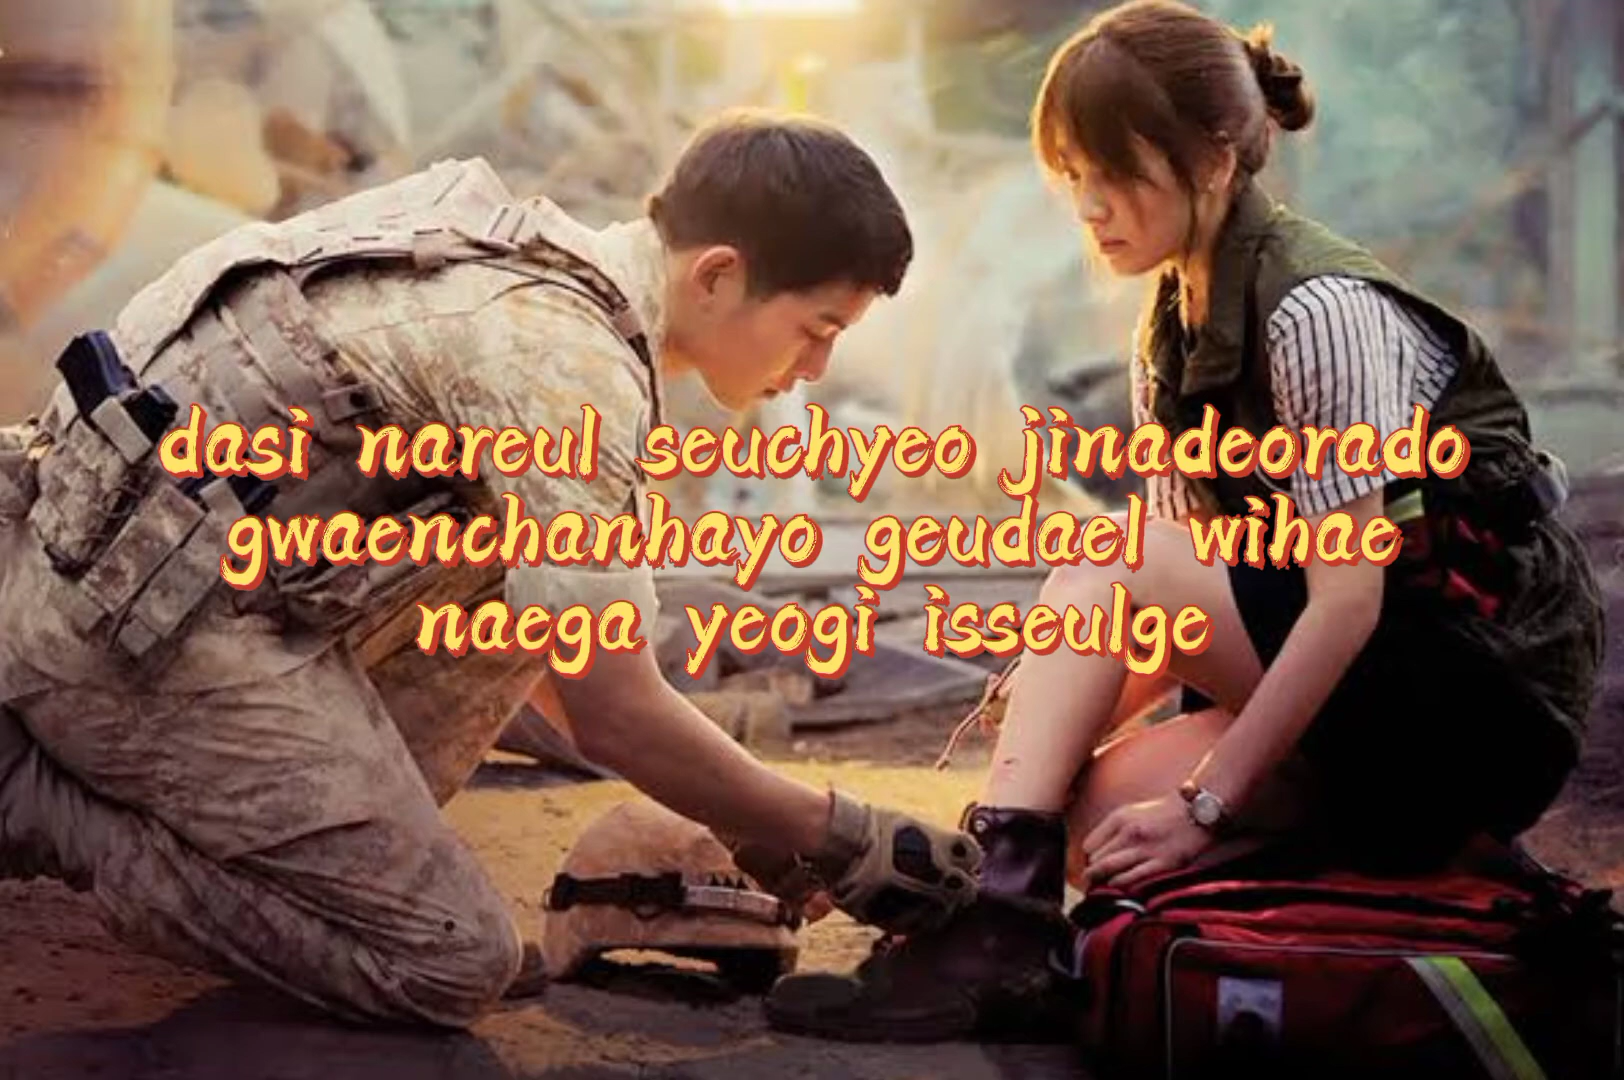 dasi nareul seuchyeo jinadeorado
gwaenchanhayo geudael wihae
naega yeogi isseulge